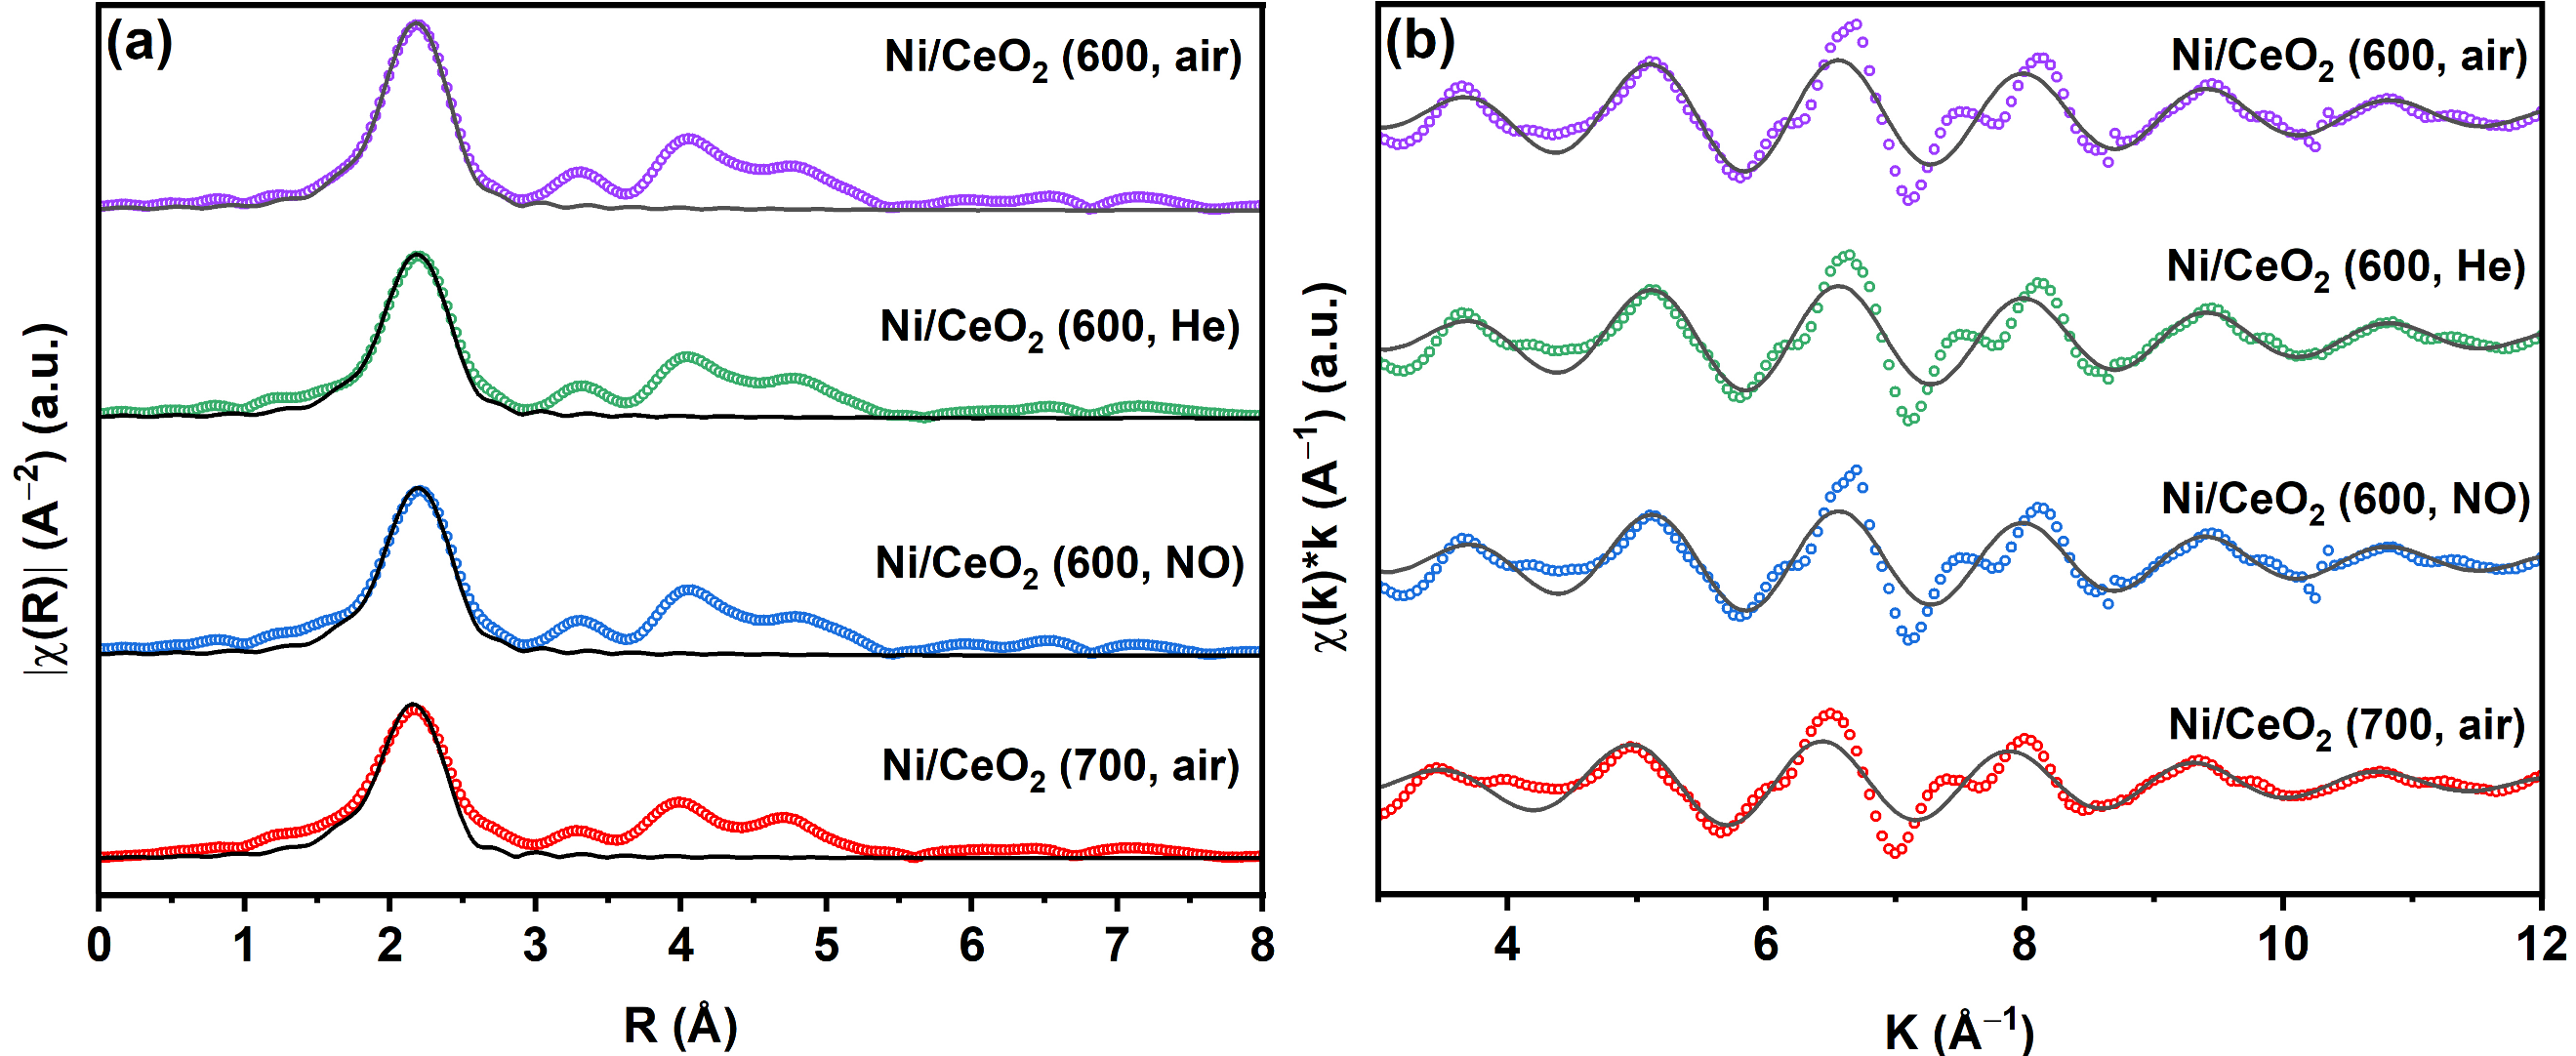 (a)
Ni/CeO₂ (600, air)
Ni/CeO₂ (600, He)
Ni/CeO₂ (600, NO)
Ni/CeO₂ (700, air)
|χ(R)| (A⁻²) (a.u.)
0 1 2 3 4 5 6 7 8
R (Å)
(b)
Ni/CeO₂ (600, air)
Ni/CeO₂ (600, He)
Ni/CeO₂ (600, NO)
Ni/CeO₂ (700, air)
χ(k)*k (A⁻¹) (a.u.)
4 6 8 10 12
K (Å⁻¹)